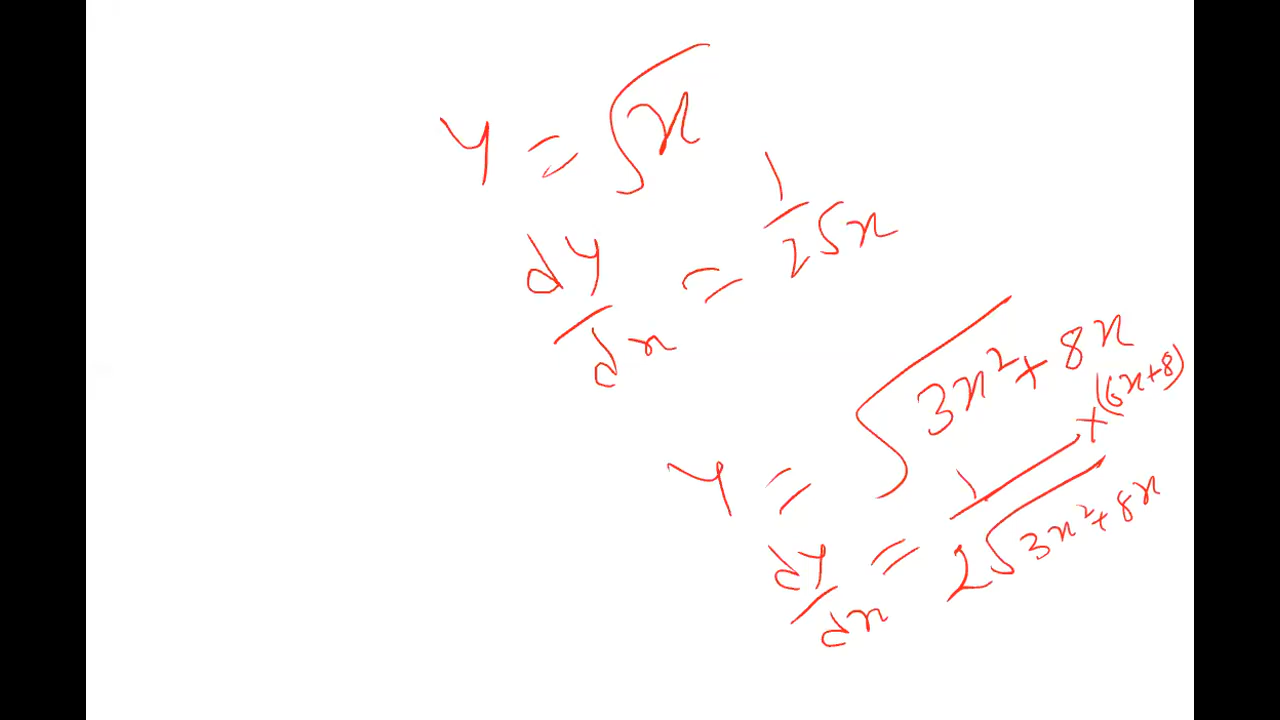 y = √x
dy/dx = 1/2√x
y = √3x²+8x
dy/dx = 1/2√3x²+8x × (6x+8)